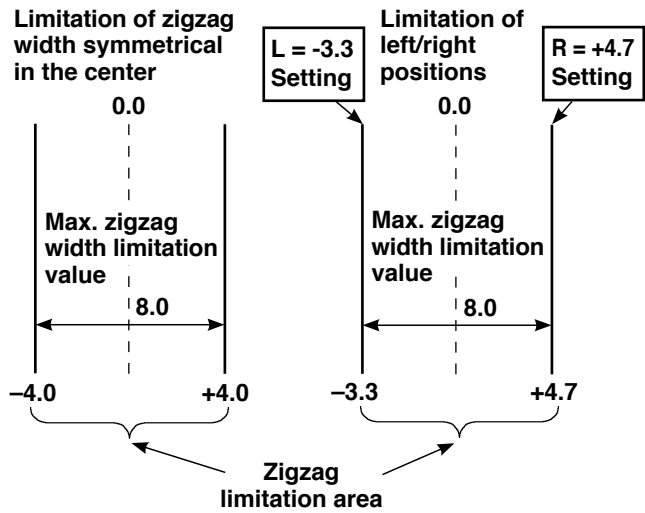 Limitation of zigzag
width symmetrical
in the center
0.0
Max. zigzag
width limitation
value
8.0
–4.0
+4.0
Limitation of
left/right
positions
L = -3.3
Setting
R = +4.7
Setting
0.0
Max. zigzag
width limitation
value
8.0
–3.3
+4.7
Zigzag
limitation area